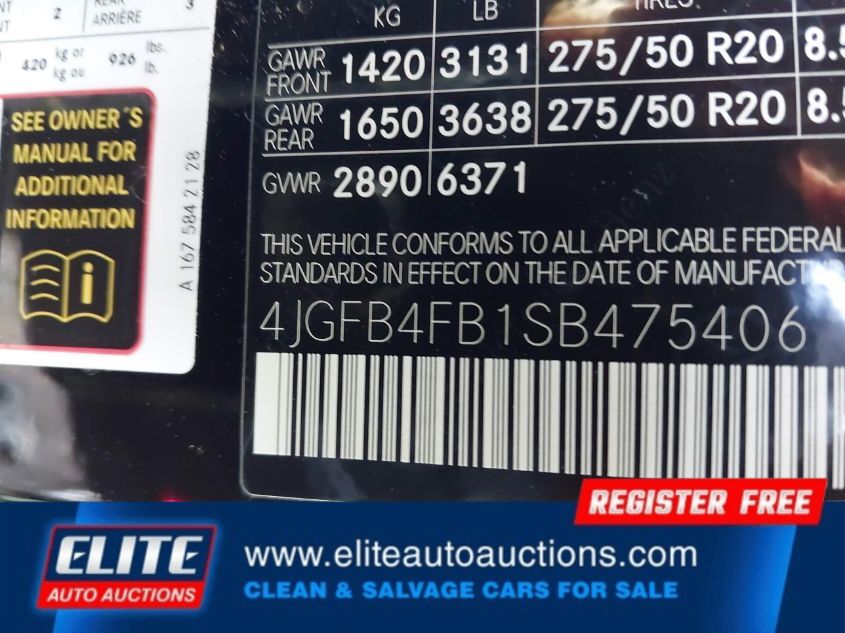 2 REAR 3
ARRIÈRE
420 kg or 926 lbs.
kg ou lb.
SEE OWNER'S
MANUAL FOR
ADDITIONAL
INFORMATION
A 167 584 21 28
KG LB
GAWR FRONT 1420 3131 275/50 R20
GAWR REAR 1650 3638 275/50 R20
GVWR 2890 6371
THIS VEHICLE CONFORMS TO ALL APPLICABLE FEDERAL
STANDARDS IN EFFECT ON THE DATE OF MANUFACTUR
4JGFB4FB1SB475406
REGISTER FREE
ELITE
AUTO AUCTIONS
www.eliteautoauctions.com
CLEAN & SALVAGE CARS FOR SALE